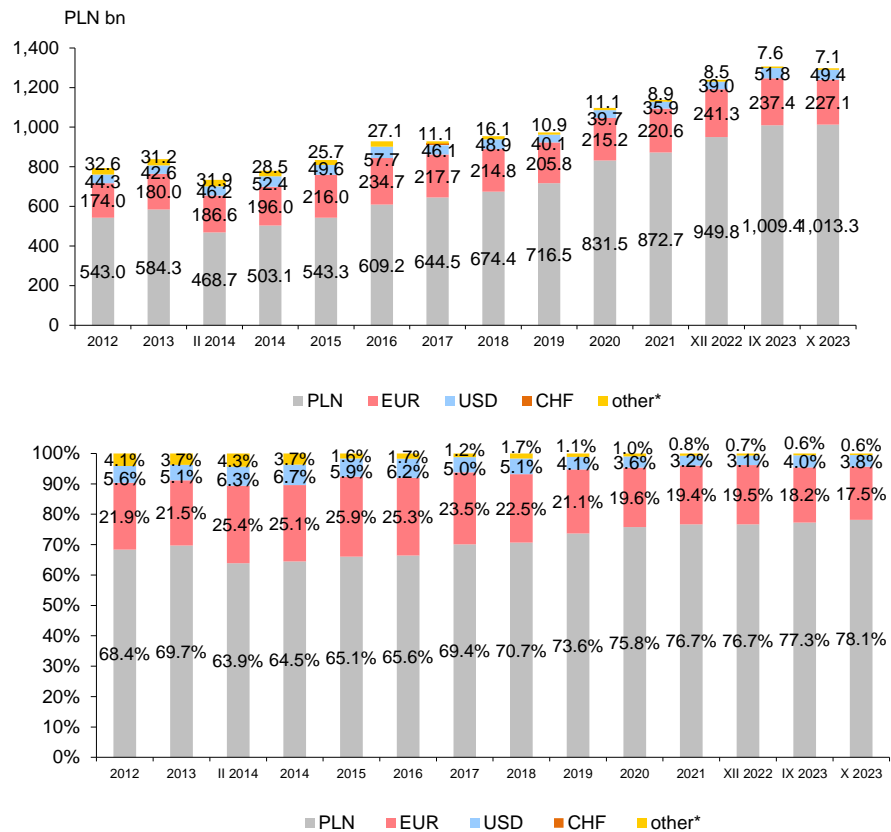 PLN bn
1,400
1,200
1,000
800
600
400
200
0
32.6 31.2 31.9 28.5 25.7 27.1 11.1 16.1 10.9 11.1 8.9 8.5 7.6 7.1
44.3 42.6 46.2 52.4 49.6 57.7 46.1 48.9 40.1 39.7 35.9 39.0 51.8 49.4
174.0 180.0 186.6 196.0 216.0 234.7 217.7 214.8 205.8 215.2 220.6 241.3 237.4 227.1
543.0 584.3 468.7 503.1 543.3 609.2 644.5 674.4 716.5 831.5 872.7 949.8 1,009.4 1,013.3
2012 2013 II 2014 2014 2015 2016 2017 2018 2019 2020 2021 XII 2022 IX 2023 X 2023
PLN EUR USD CHF other*
100%
90%
80%
70%
60%
50%
40%
30%
20%
10%
0%
4.1% 3.7% 4.3% 3.7% 1.6% 1.7% 1.2% 1.7% 1.1% 1.0% 0.8% 0.7% 0.6% 0.6%
5.6% 5.1% 6.3% 6.7% 5.9% 6.2% 5.0% 5.1% 4.1% 3.6% 3.2% 3.1% 4.0% 3.8%
21.9% 21.5% 25.4% 25.1% 25.9% 25.3% 23.5% 22.5% 21.1% 19.6% 19.4% 19.5% 18.2% 17.5%
68.4% 69.7% 63.9% 64.5% 65.1% 65.6% 69.4% 70.7% 73.6% 75.8% 76.7% 76.7% 77.3% 78.1%
2012 2013 II 2014 2014 2015 2016 2017 2018 2019 2020 2021 XII 2022 IX 2023 X 2023
PLN EUR USD CHF other*